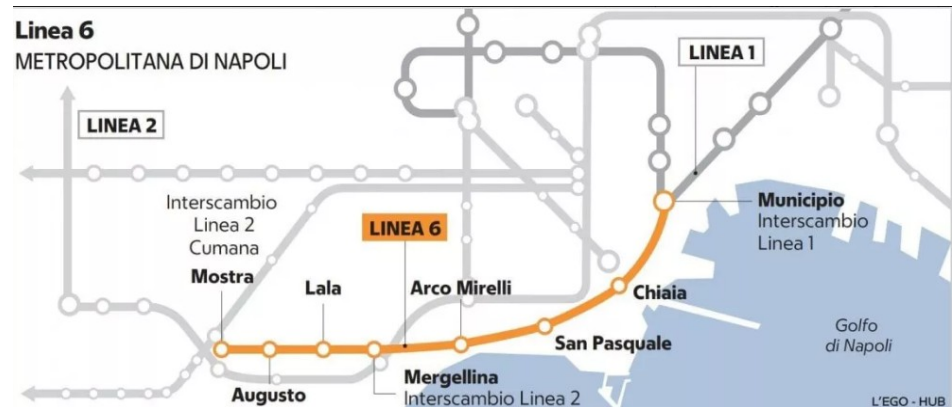 Linea 6
METROPOLITANA DI NAPOLI
LINEA 1
LINEA 2
Interscambio
Linea 2
Cumana
Mostra
LINEA 6
Municipio
Interscambio
Linea 1
Lala
Arco Mirelli
Chiaia
San Pasquale
Golfo
di Napoli
Augusto
Mergellina
Interscambio Linea 2
L'EGO - HUB